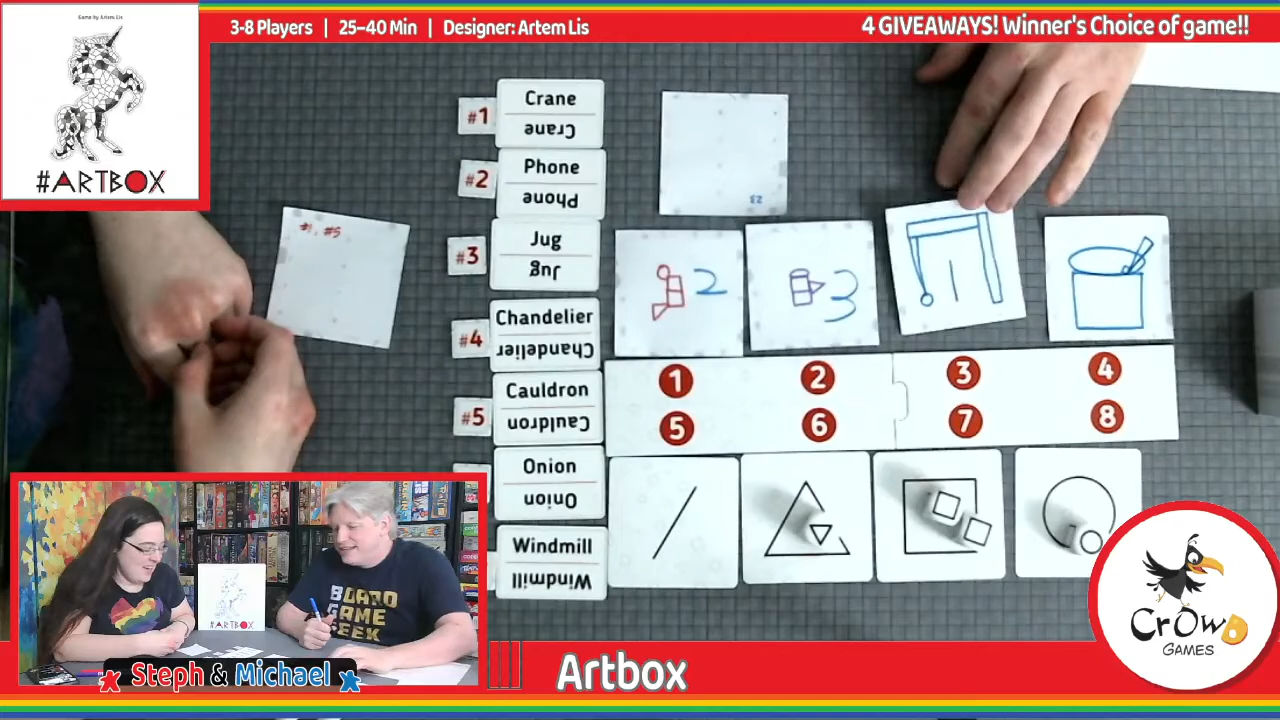 Game by Artem Lis
#ARTBOX
3-8 Players | 25-40 Min | Designer: Artem Lis
4 GIVEAWAYS! Winner's Choice of game!!
#1
Crane
Crane
#2
Phone
Phone
#3
Jug
Jug
#4
Chandelier
Chandelier
#5
Cauldron
Cauldron
Onion
Onion
Windmill
Windmill
#1, #5
23
2
3
1
2
3
4
5
6
7
8
#ARTBOX
BOARD
GAME
GEEK
Steph & Michael
Artbox
CrOwD
GAMES